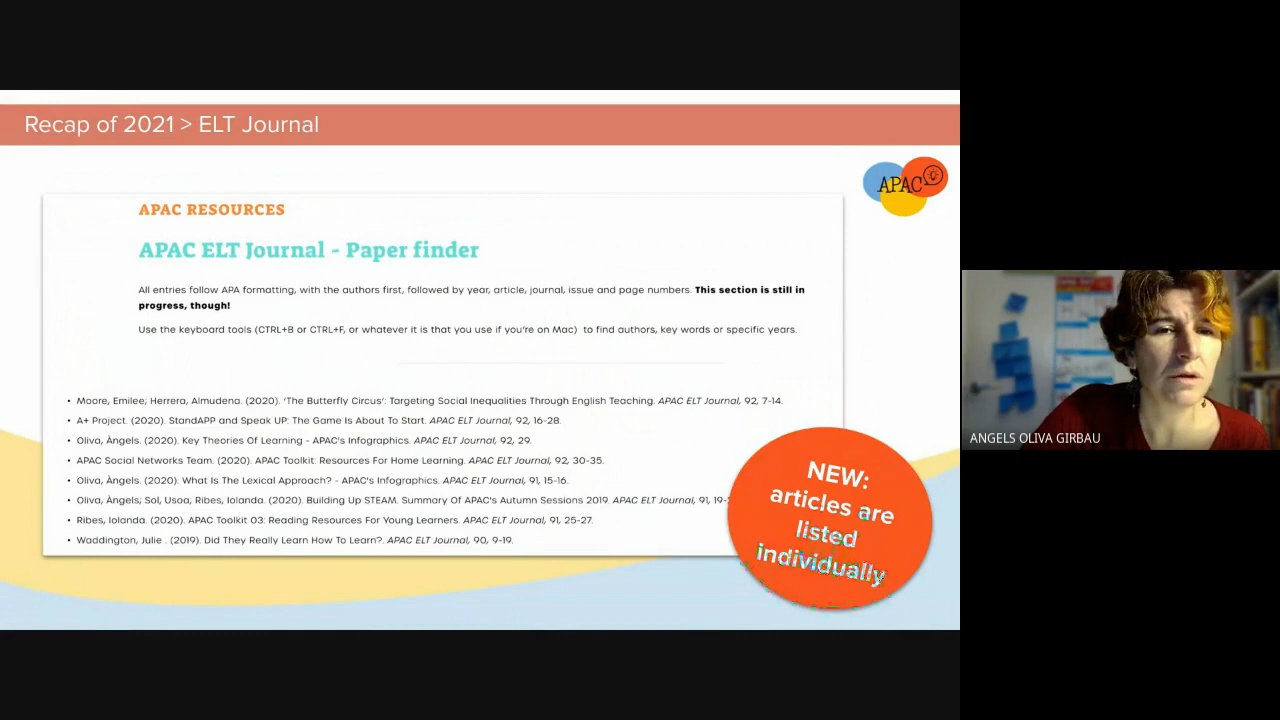 Recap of 2021 > ELT Journal
APAC
APAC RESOURCES
APAC ELT Journal - Paper finder
All entries follow APA formatting, with the authors first, followed by year, article, journal, issue and page numbers. This section is still in
progress, though!
Use the keyboard tools (CTRL+B or CTRL+F, or whatever it is that you use if you're on Mac) to find authors, key words or specific years.
• Moore, Emilee; Herrera, Almudena. (2020). 'The Butterfly Circus': Targeting Social Inequalities Through English Teaching. APAC ELT Journal, 92, 7-14.
• A+ Project. (2020). StandAPP and Speak UP: The Game Is About To Start. APAC ELT Journal, 92, 16-28.
• Oliva, Àngels. (2020). Key Theories Of Learning - APAC's Infographics. APAC ELT Journal, 92, 29.
• APAC Social Networks Team. (2020). APAC Toolkit: Resources For Home Learning. APAC ELT Journal, 92, 30-35.
• Oliva, Àngels. (2020). What Is The Lexical Approach? - APAC's Infographics. APAC ELT Journal, 91, 15-16.
• Oliva, Àngels; Sol, Usoa; Ribes, Iolanda. (2020). Building Up STEAM. Summary Of APAC's Autumn Sessions 2019. APAC ELT Journal, 91, 19-
• Ribes, Iolanda. (2020). APAC Toolkit 03: Reading Resources For Young Learners. APAC ELT Journal, 91, 25-27.
• Waddington, Julie . (2019). Did They Really Learn How To Learn?. APAC ELT Journal, 90, 9-19.
NEW:
articles are
listed
individually
ANGELS OLIVA GIRBAU